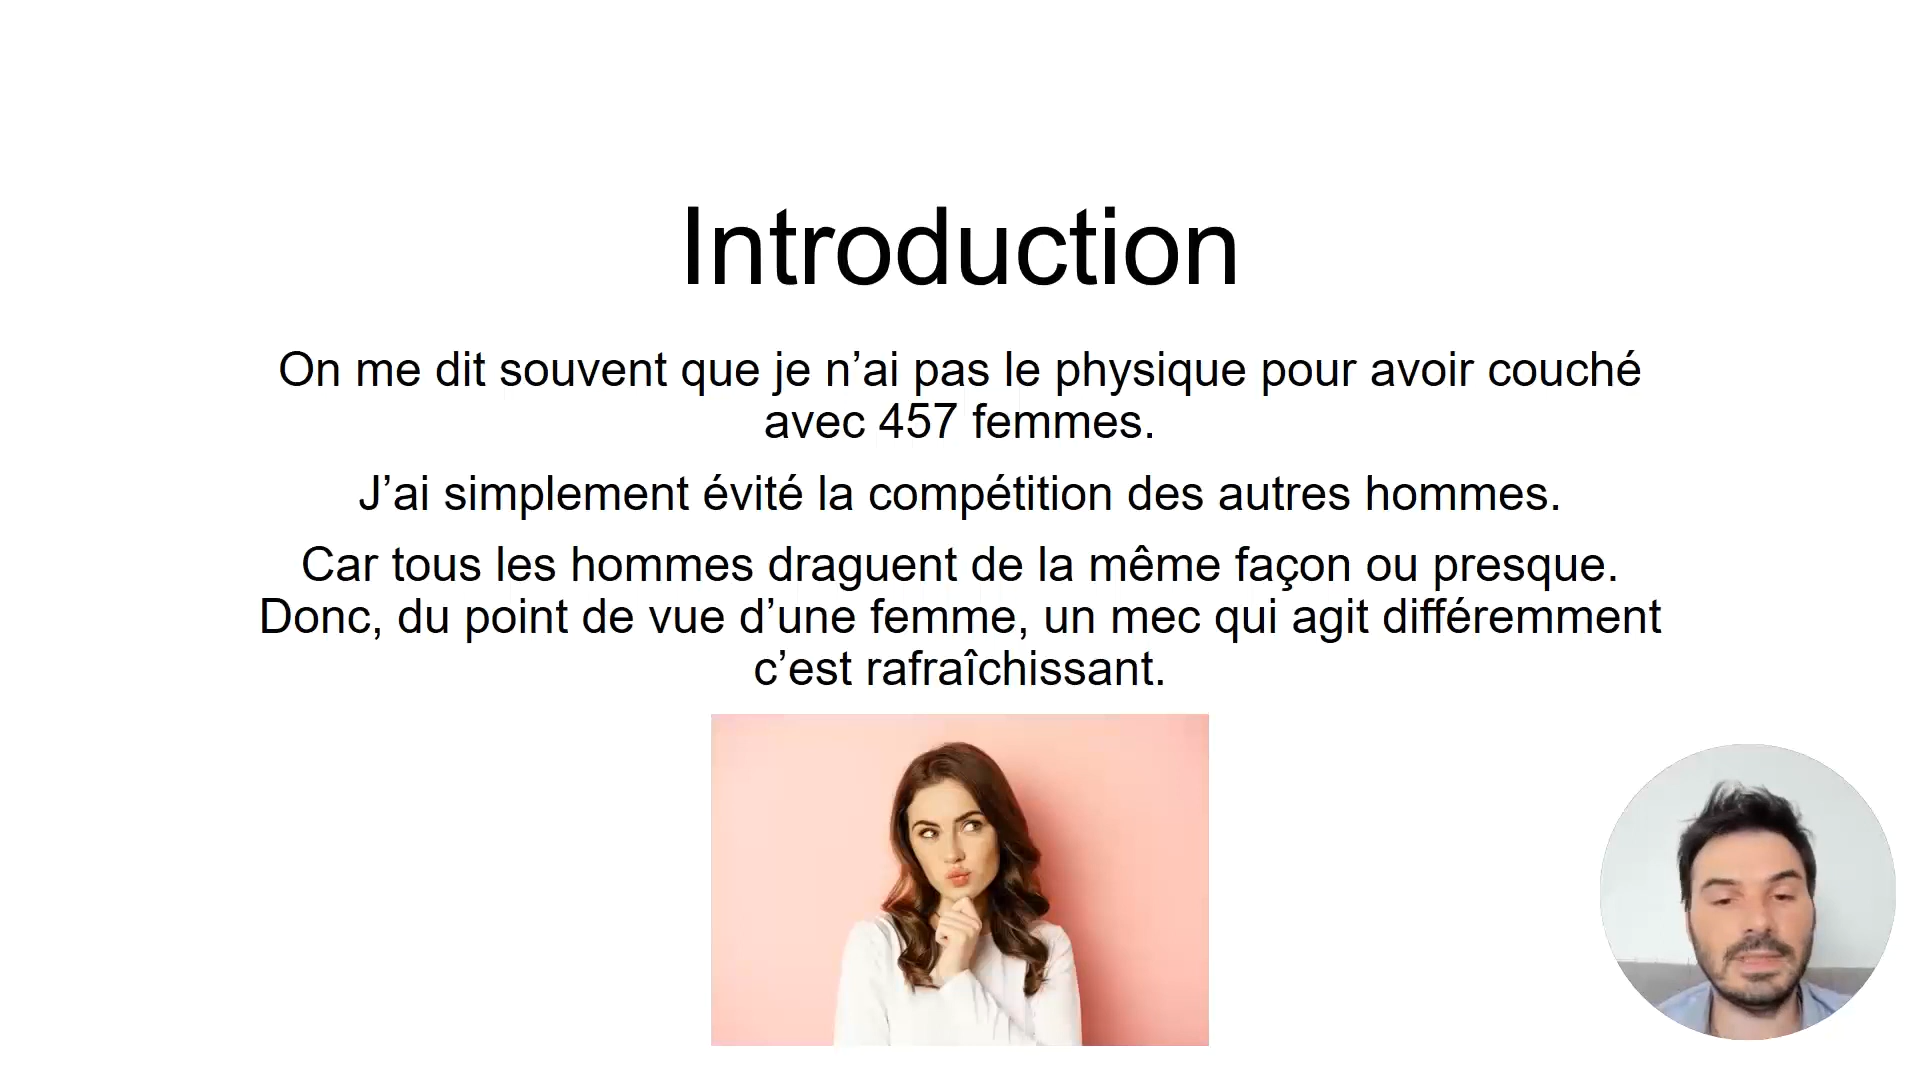 Introduction
On me dit souvent que je n’ai pas le physique pour avoir couché
avec 457 femmes.
J’ai simplement évité la compétition des autres hommes.
Car tous les hommes draguent de la même façon ou presque.
Donc, du point de vue d’une femme, un mec qui agit différemment
c’est rafraîchissant.